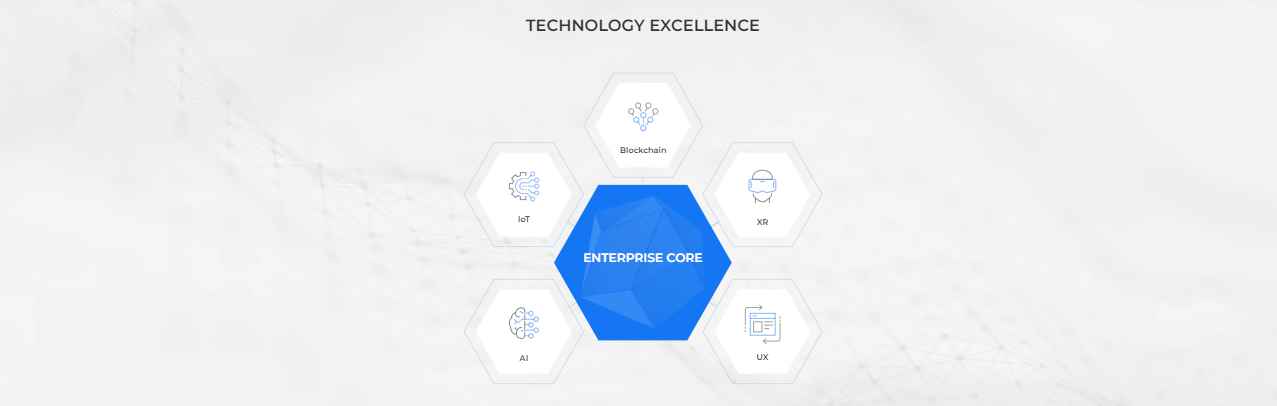 TECHNOLOGY EXCELLENCE
Blockchain
IoT
XR
ENTERPRISE CORE
AI
UX